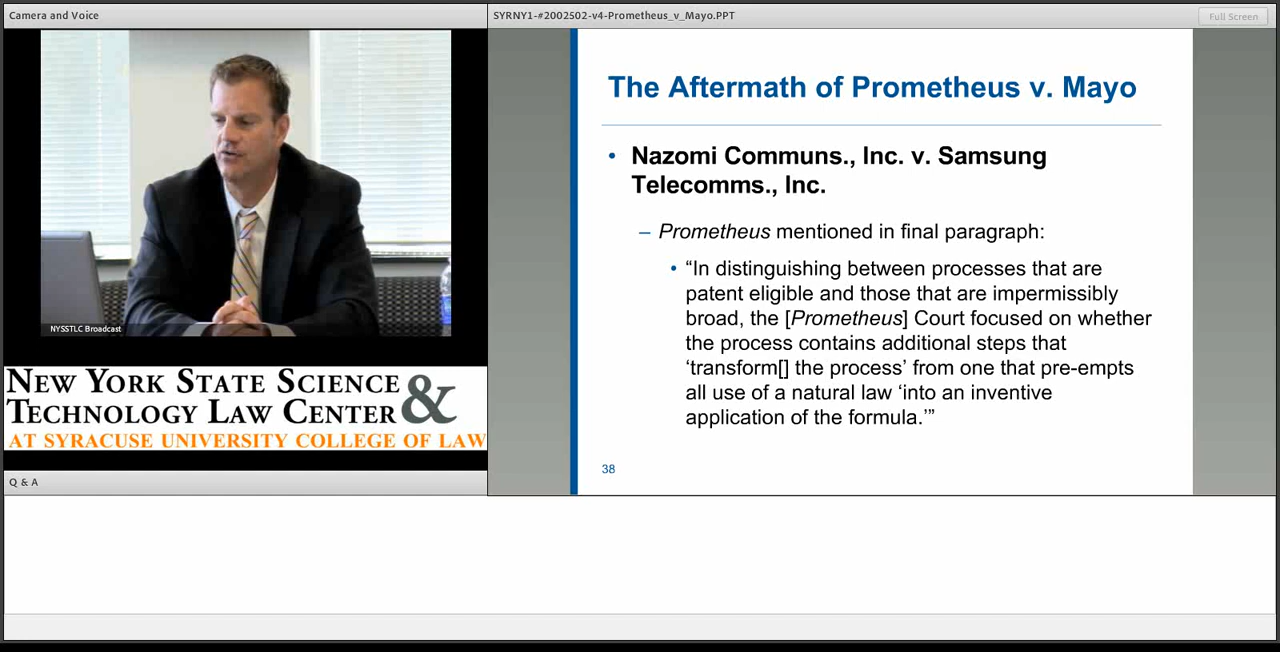 Camera and Voice
NYSSTLC Broadcast
NEW YORK STATE SCIENCE &
TECHNOLOGY LAW CENTER
AT SYRACUSE UNIVERSITY COLLEGE OF LAW
Q & A
SYRNY1-#2002502-v4-Prometheus_v_Mayo.PPT
Full Screen
The Aftermath of Prometheus v. Mayo
• Nazomi Communs., Inc. v. Samsung
Telecomms., Inc.
– Prometheus mentioned in final paragraph:
• “In distinguishing between processes that are
patent eligible and those that are impermissibly
broad, the [Prometheus] Court focused on whether
the process contains additional steps that
‘transform[] the process’ from one that pre-empts
all use of a natural law ‘into an inventive
application of the formula.’”
38